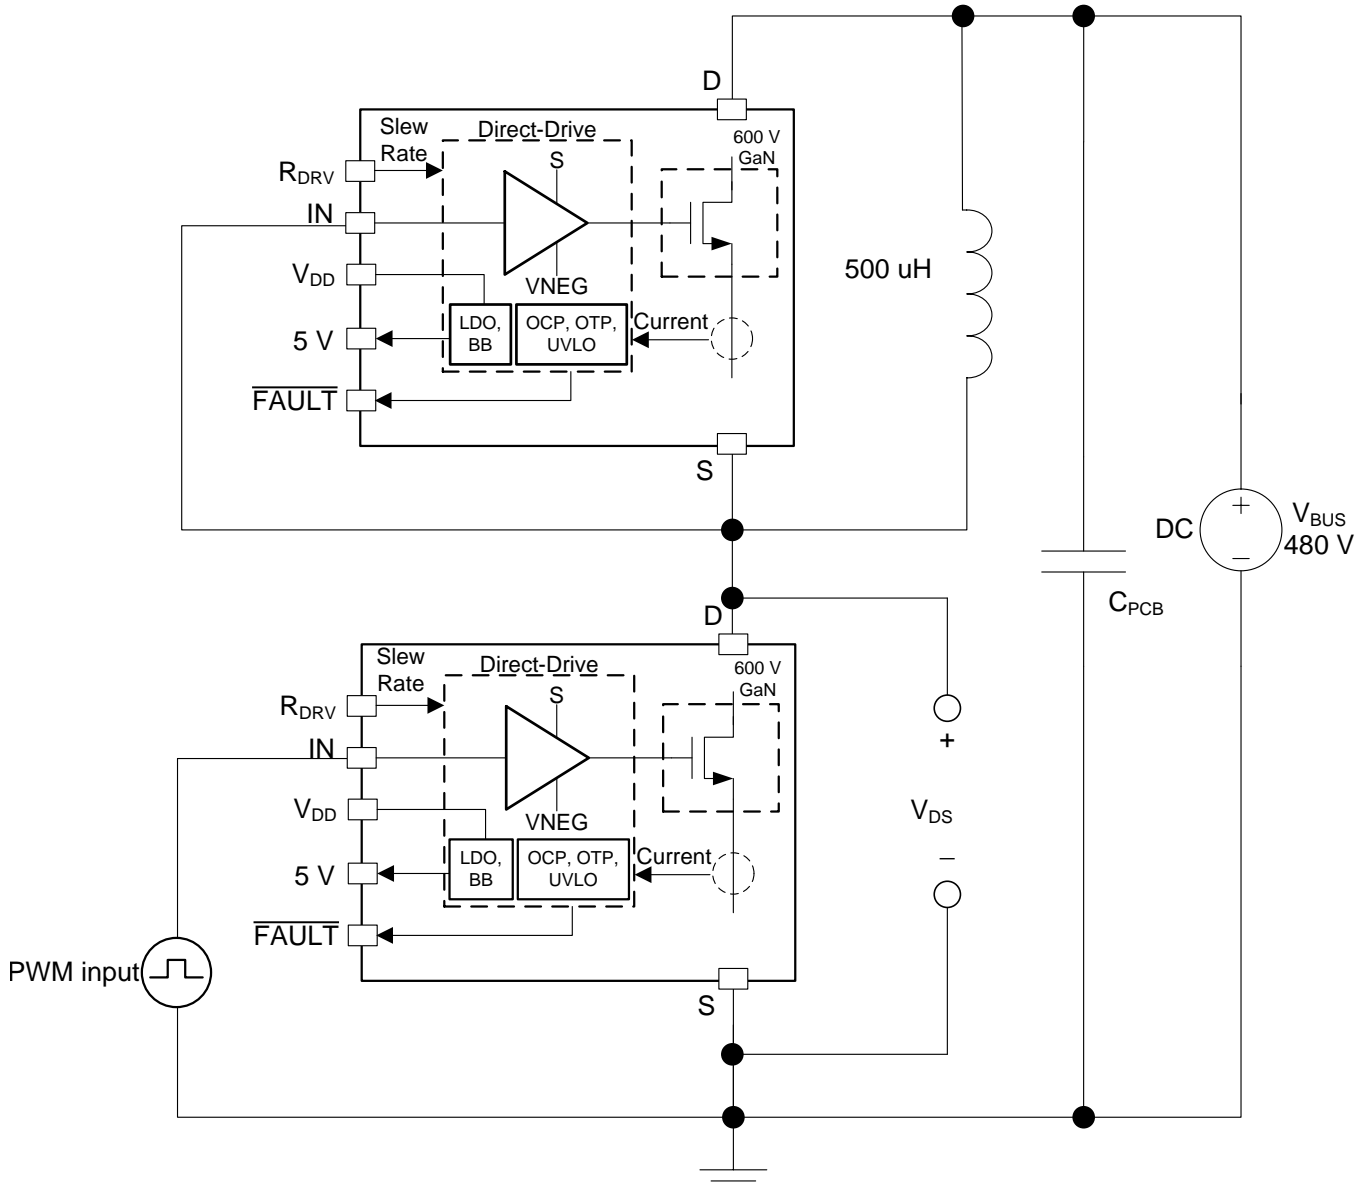 D
Slew
Rate
Direct-Drive
600 V
GaN
S
RDRV
IN
VDD
VNEG
LDO,
BB
OCP, OTP,
UVLO
Current
5 V
FAULT
S
500 uH
DC
VBUS
480 V
CPCB
D
Slew
Rate
Direct-Drive
600 V
GaN
S
RDRV
IN
VDD
VNEG
LDO,
BB
OCP, OTP,
UVLO
Current
5 V
FAULT
S
+
VDS
–
PWM input